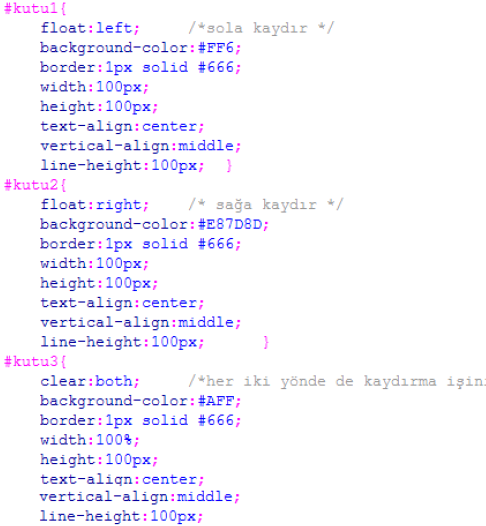 #kutu1{
float:left; /*sola kaydır */
background-color:#FF6;
border:1px solid #666;
width:100px;
height:100px;
text-align:center;
vertical-align:middle;
line-height:100px; }
#kutu2{
float:right; /* sağa kaydır */
background-color:#E87D8D;
border:1px solid #666;
width:100px;
height:100px;
text-align:center;
vertical-align:middle;
line-height:100px; }
#kutu3{
clear:both; /*her iki yönde de kaydırma işin
background-color:#AFF;
border:1px solid #666;
width:100%;
height:100px;
text-align:center;
vertical-align:middle;
line-height:100px;